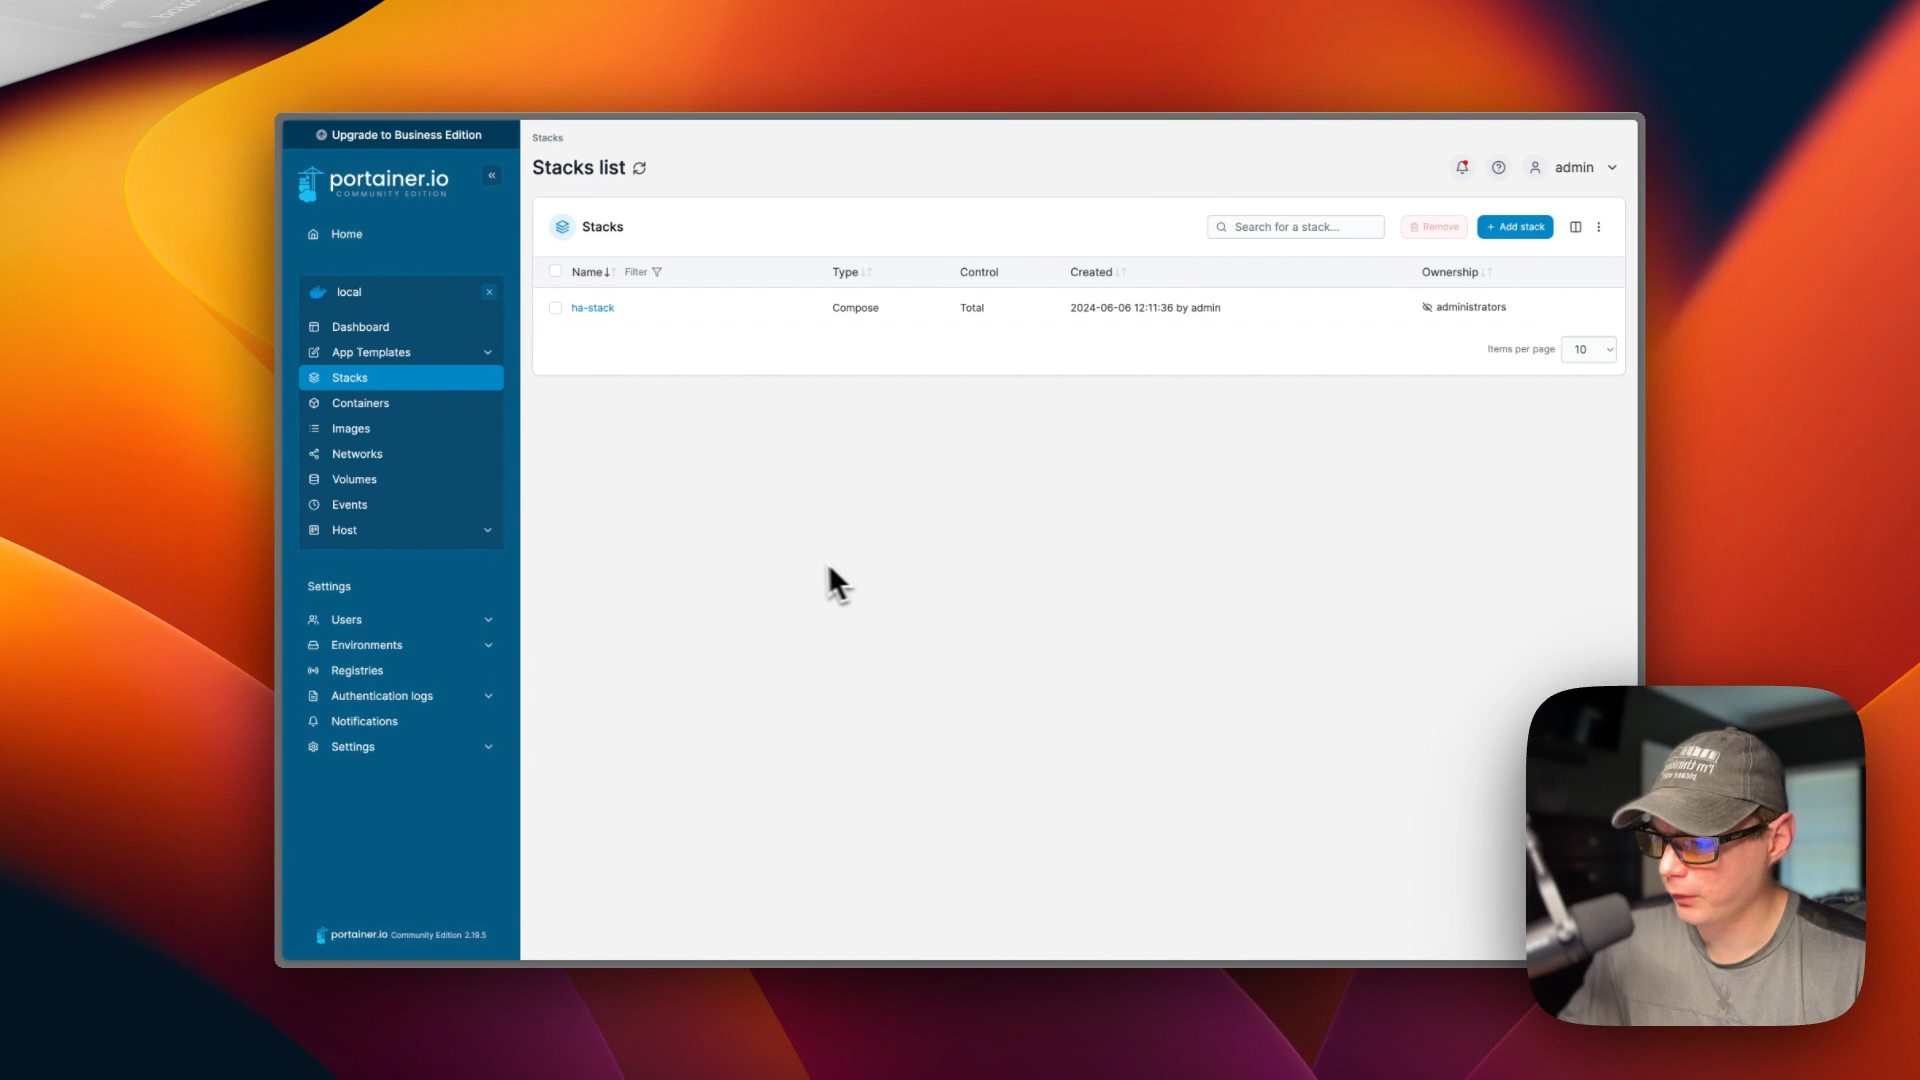 Upgrade to Business Edition
portainer.io
COMMUNITY EDITION
Home
local
Dashboard
App Templates
Stacks
Containers
Images
Networks
Volumes
Events
Host
Settings
Users
Environments
Registries
Authentication logs
Notifications
Settings
portainer.io Community Edition 2.19.5
Stacks
Stacks list
admin
Stacks
Search for a stack...
Remove
+ Add stack
Name Filter Type Control Created Ownership
ha-stack Compose Total 2024-06-06 12:11:36 by admin administrators
Items per page 10